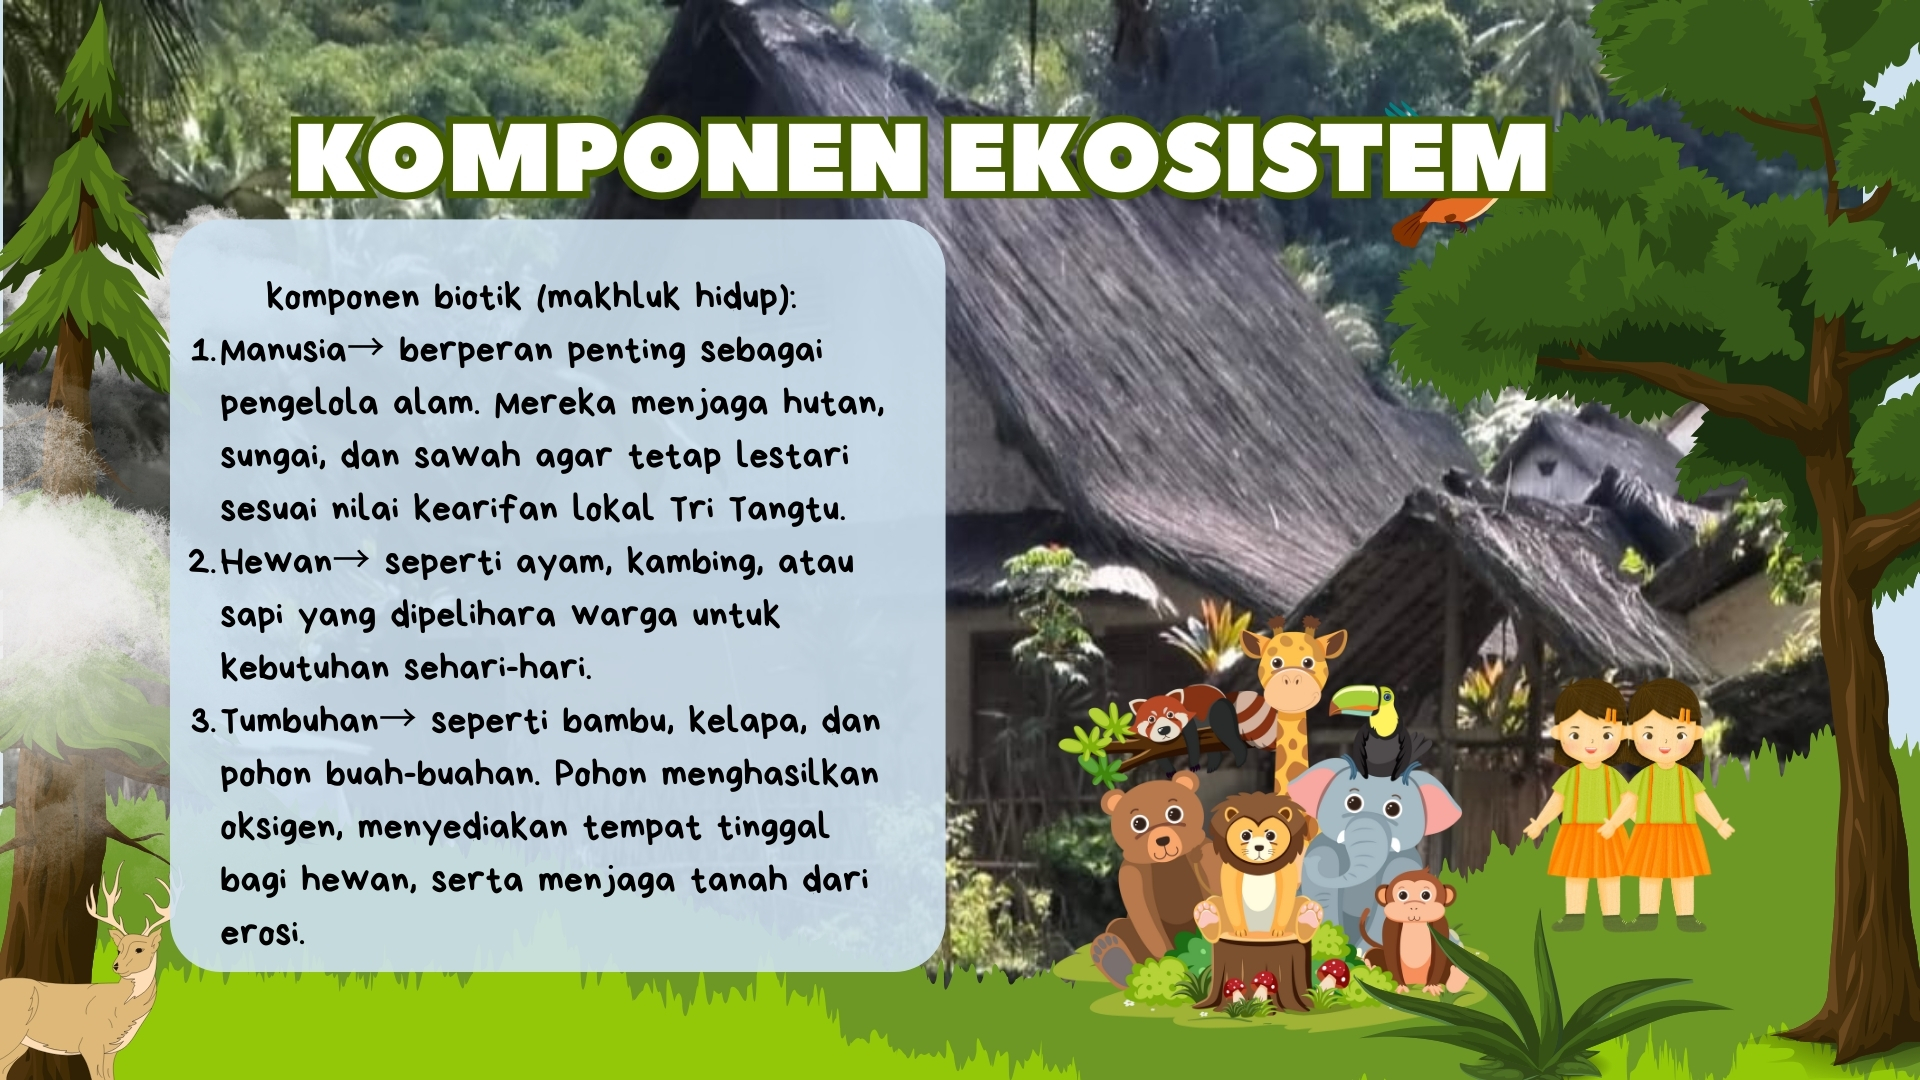 KOMPONEN EKOSISTEM
Komponen biotik (makhluk hidup):
1. Manusia→ berperan penting sebagai
pengelola alam. Mereka menjaga hutan,
sungai, dan sawah agar tetap lestari
sesuai nilai kearifan lokal Tri Tangtu.
2. Hewan→ seperti ayam, kambing, atau
sapi yang dipelihara warga untuk
kebutuhan sehari-hari.
3. Tumbuhan→ seperti bambu, kelapa, dan
pohon buah-buahan. Pohon menghasilkan
oksigen, menyediakan tempat tinggal
bagi hewan, serta menjaga tanah dari
erosi.